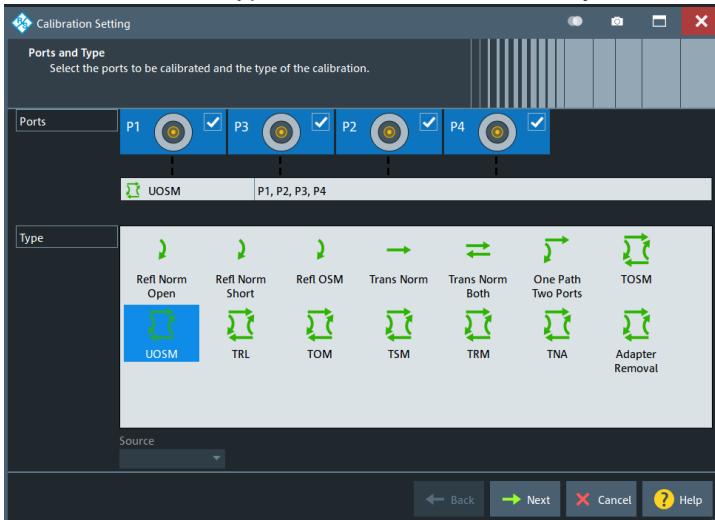 Calibration Setting
Ports and Type
Select the ports to be calibrated and the type of the calibration.
Ports
P1 P3 P2 P4
UOSM P1, P2, P3, P4
Type
Refl Norm Open
Refl Norm Short
Refl OSM
Trans Norm
Trans Norm Both
One Path Two Ports
TOSM
UOSM
TRL
TOM
TSM
TRM
TNA
Adapter Removal
Source
Back Next Cancel ? Help